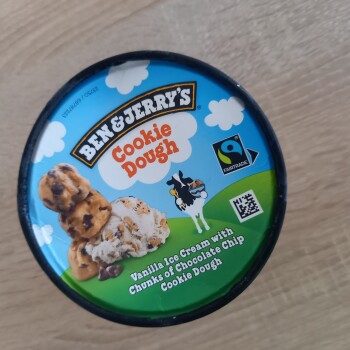 BEN & JERRY'S
Cookie
Dough
FAIRTRADE
Vanilla Ice Cream with
Chunks of Chocolate Chip
Cookie Dough